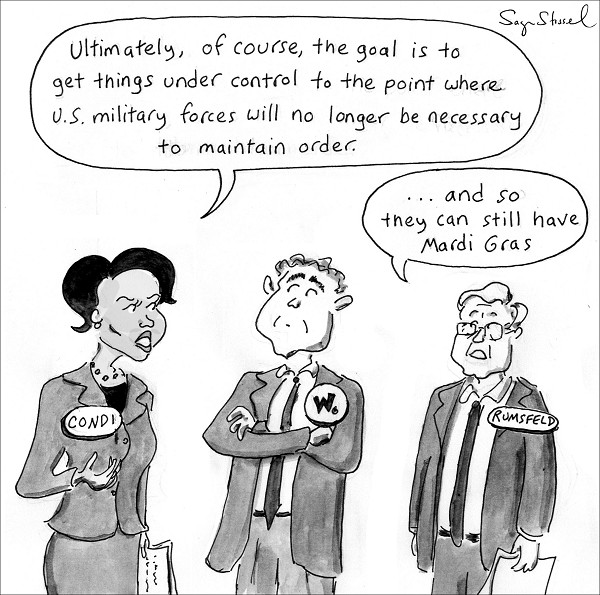 Sage Stossel
Ultimately, of course, the goal is to
get things under control to the point where
U.S. military forces will no longer be necessary
to maintain order.
... and so
they can still have
Mardi Gras
CONDI
W.
RUMSFELD